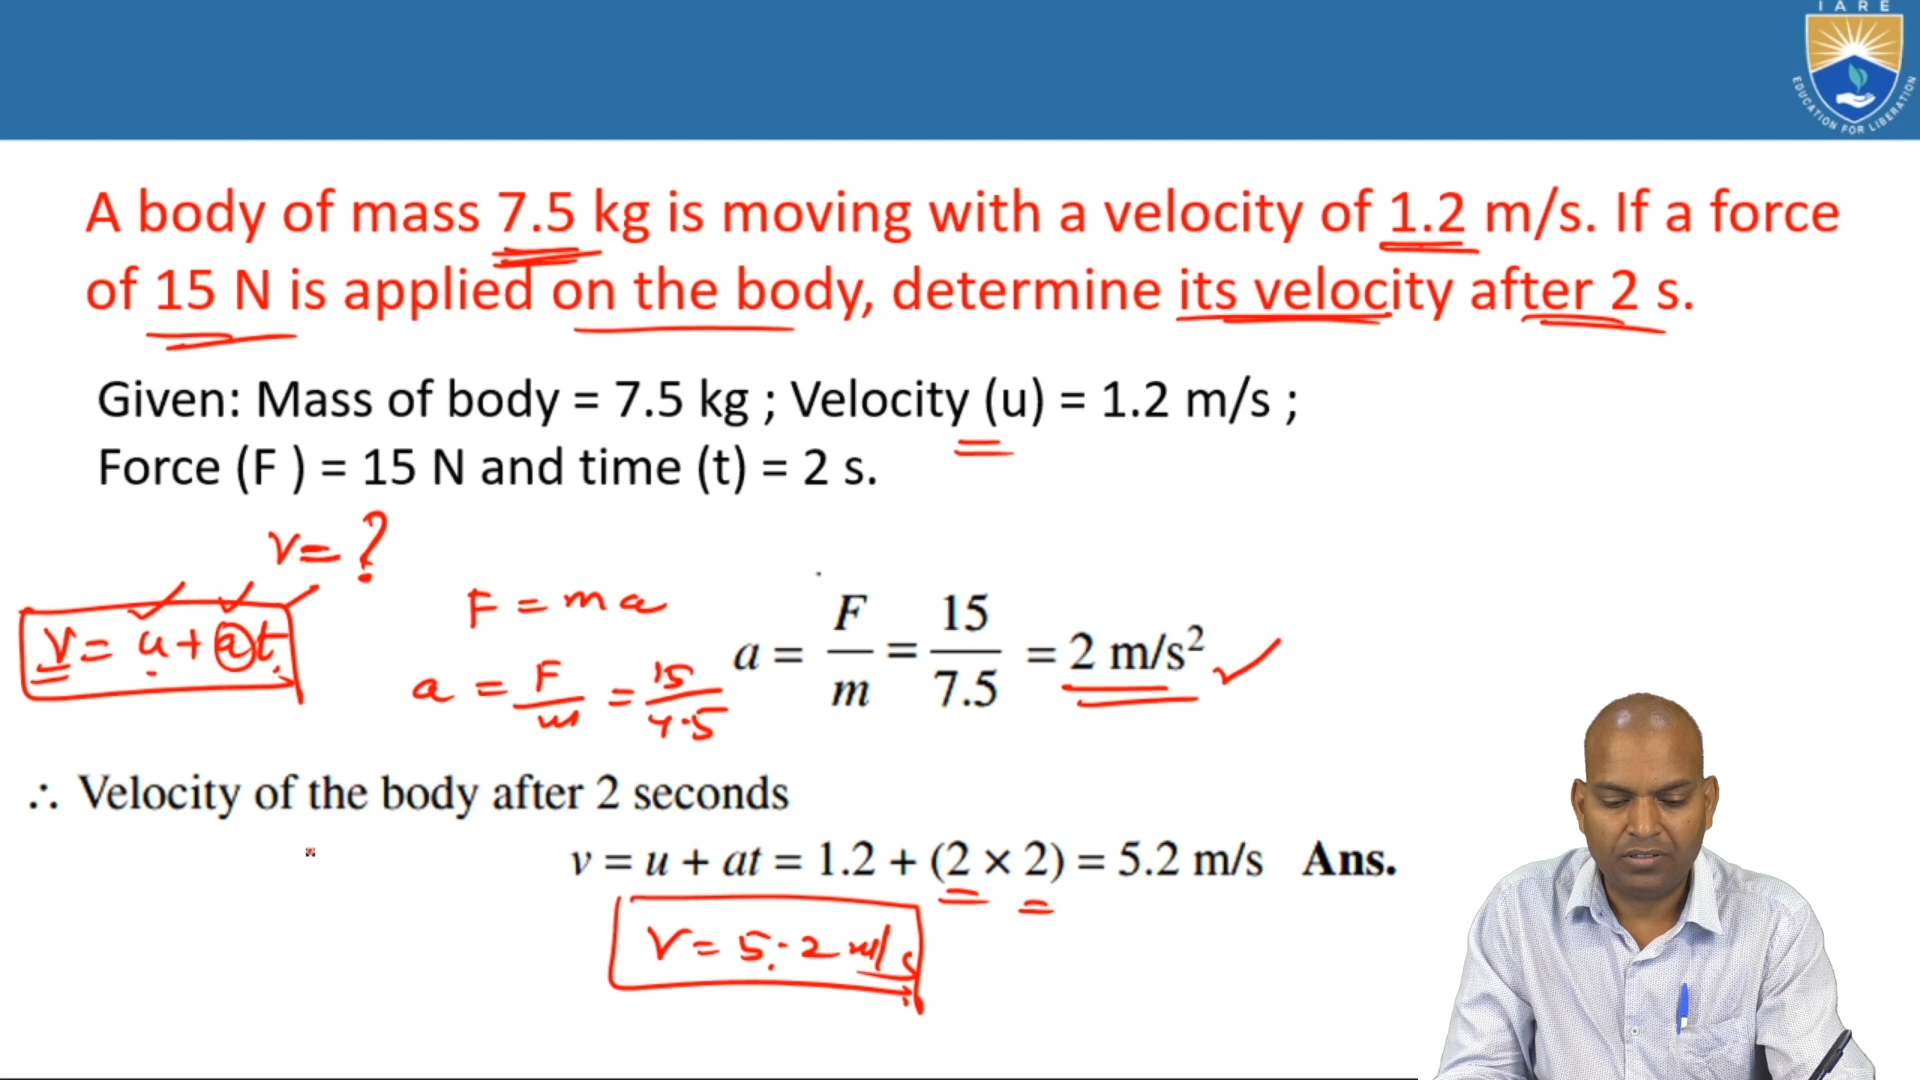 IARE
EDUCATION FOR LIBERATION
A body of mass 7.5 kg is moving with a velocity of 1.2 m/s. If a force
of 15 N is applied on the body, determine its velocity after 2 s.
Given: Mass of body = 7.5 kg ; Velocity (u) = 1.2 m/s ;
Force (F ) = 15 N and time (t) = 2 s.
v = ?
v = u + at
F = ma
a = F/m = 15/7.5
a = F/m = 15/7.5 = 2 m/s²
∴ Velocity of the body after 2 seconds
v = u + at = 1.2 + (2 × 2) = 5.2 m/s Ans.
v = 5.2 m/s